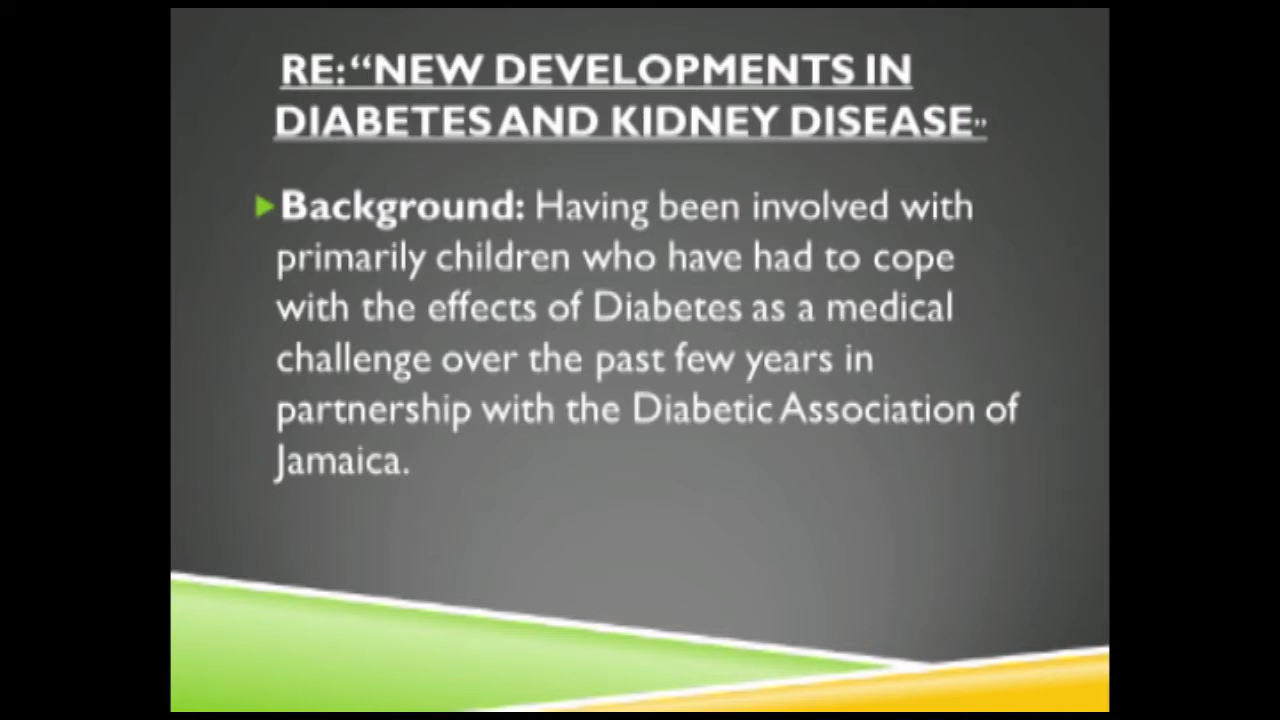 RE: “NEW DEVELOPMENTS IN
DIABETES AND KIDNEY DISEASE”
Background: Having been involved with
primarily children who have had to cope
with the effects of Diabetes as a medical
challenge over the past few years in
partnership with the Diabetic Association of
Jamaica.